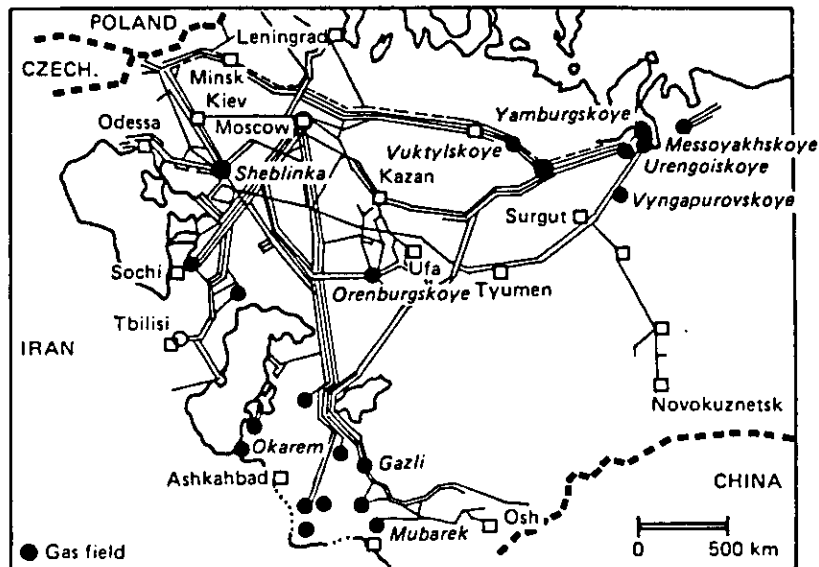 POLAND
Leningrad
CZECH.
Minsk
Kiev
Odessa
Moscow
Yamburgskoye
Vuktylskoye
Messoyakhskoye
Urengoiskoye
Sheblinka
Kazan
Vyngapurovskoye
Surgut
Sochi
Ufa
Orenburgskoye
Tyumen
Tbilisi
IRAN
Novokuznetsk
Okarem
Gazli
Ashkahbad
CHINA
Osh
Mubarek
Gas field
0 500 km